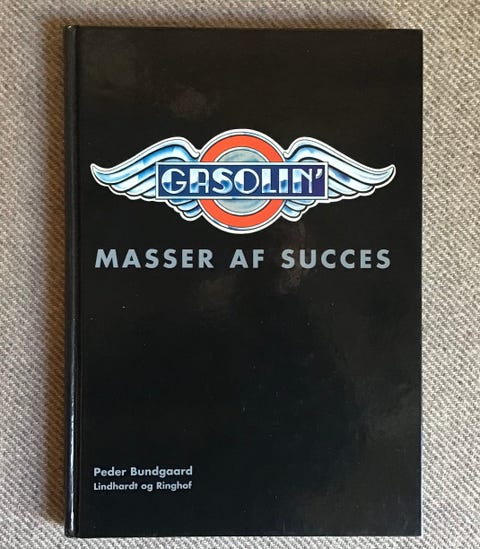 GASOLIN'
MASSER AF SUCCES
Peder Bundgaard
Lindhardt og Ringhof